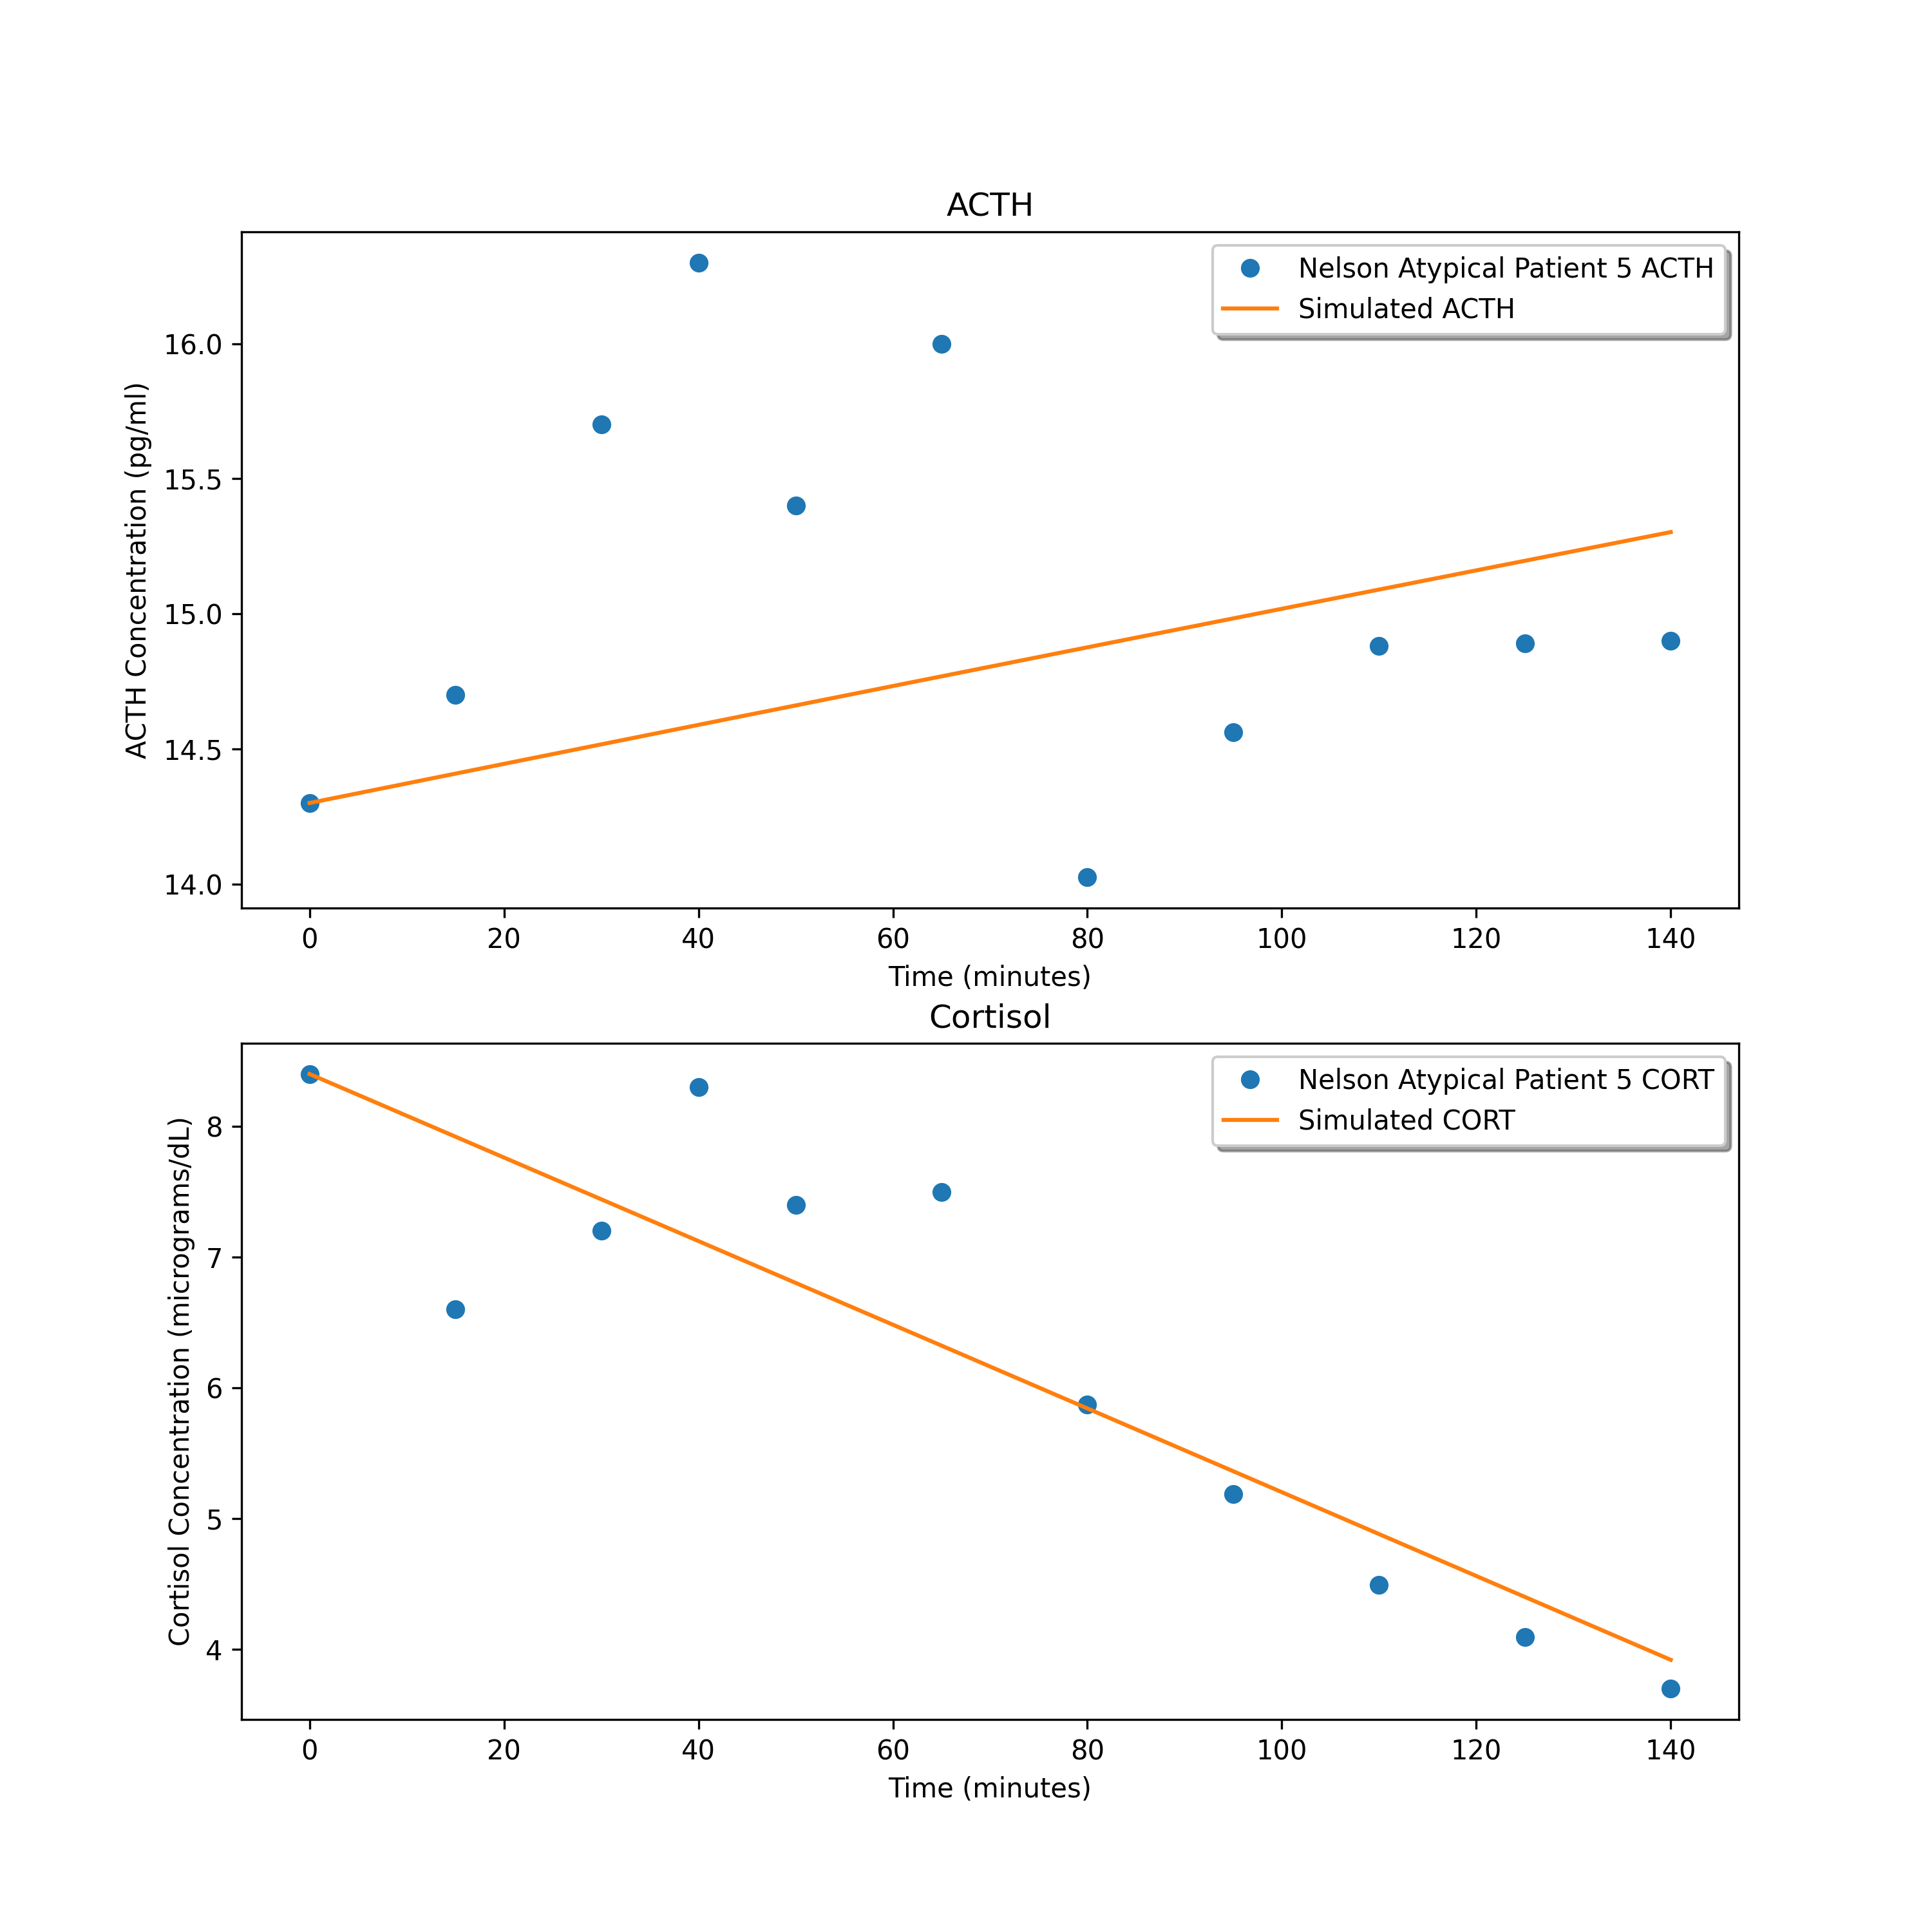 ACTH
Nelson Atypical Patient 5 ACTH
Simulated ACTH
ACTH Concentration (pg/ml)
16.0
15.5
15.0
14.5
14.0
0 20 40 60 80 100 120 140
Time (minutes)
Cortisol
Nelson Atypical Patient 5 CORT
Simulated CORT
Cortisol Concentration (micrograms/dL)
8
7
6
5
4
0 20 40 60 80 100 120 140
Time (minutes)